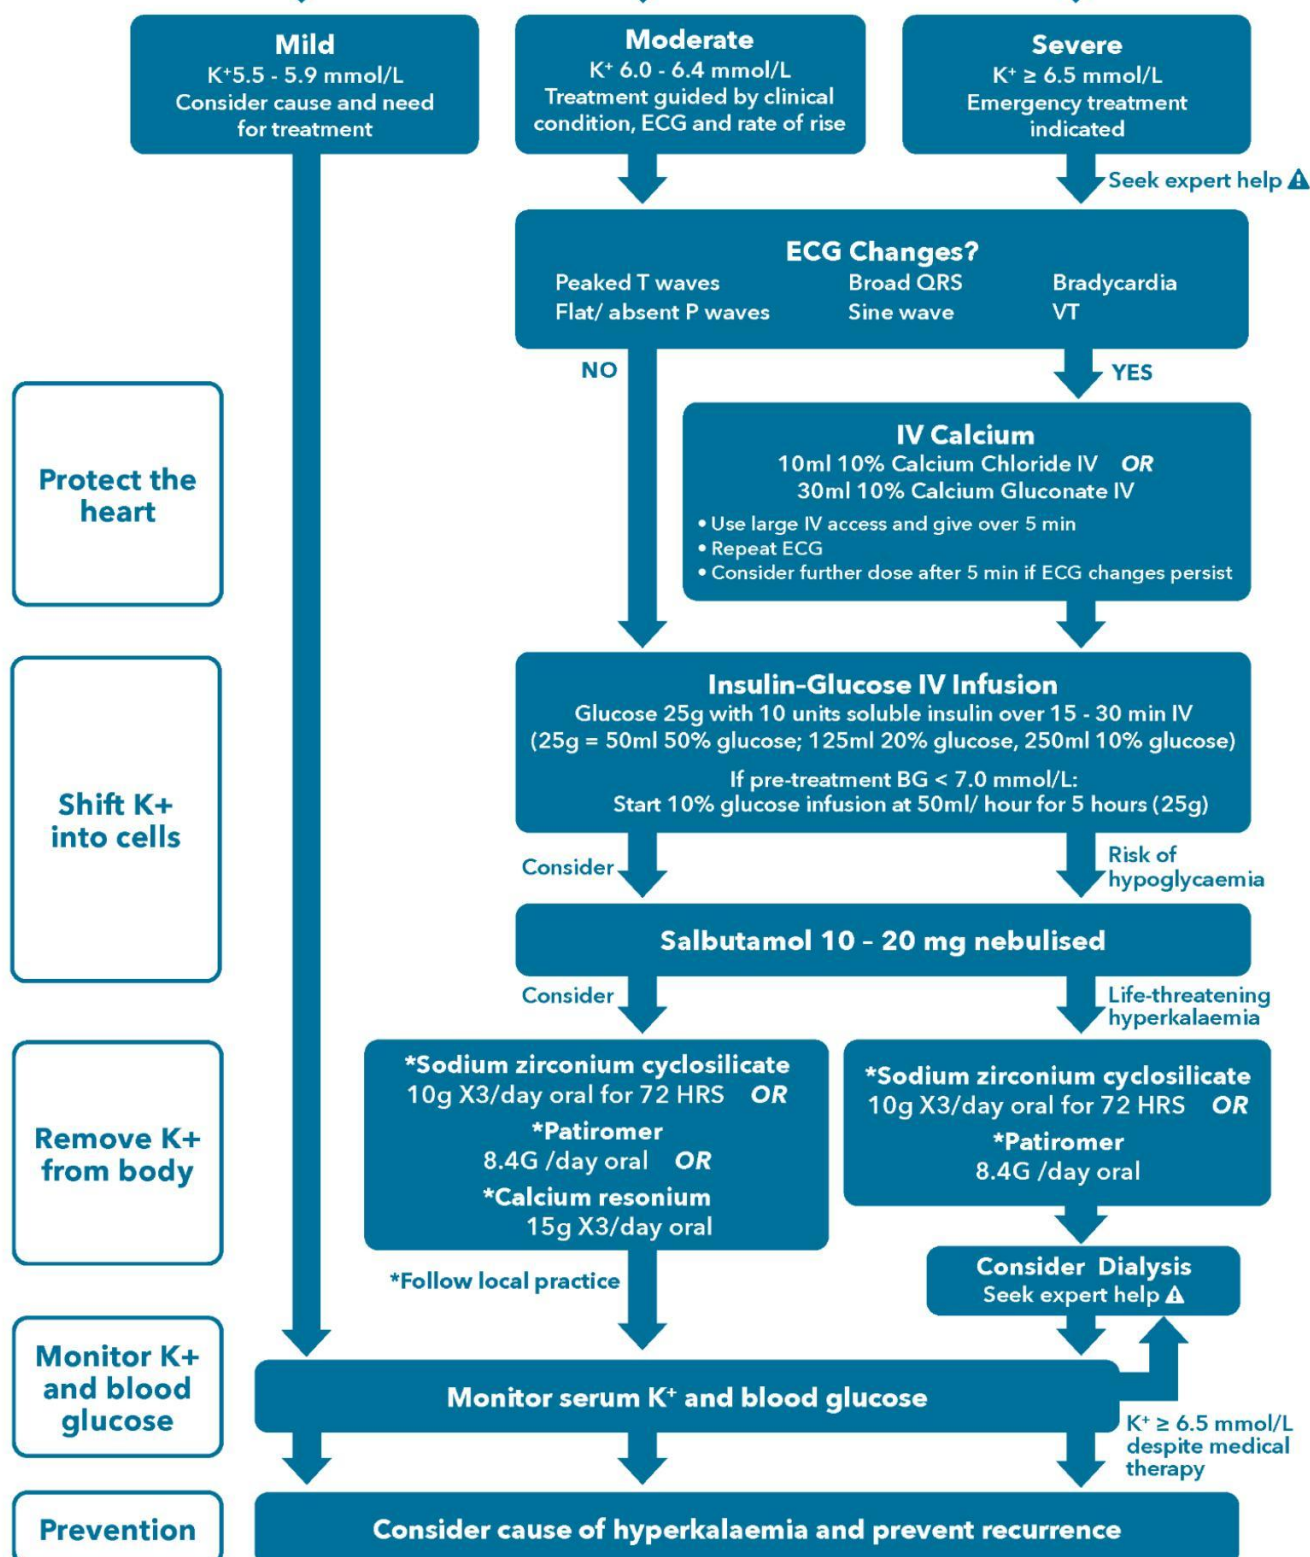 Mild
K⁺5.5 - 5.9 mmol/L
Consider cause and need
for treatment
Moderate
K⁺ 6.0 - 6.4 mmol/L
Treatment guided by clinical
condition, ECG and rate of rise
Severe
K⁺ ≥ 6.5 mmol/L
Emergency treatment
indicated
Seek expert help
ECG Changes?
Peaked T waves
Broad QRS
Bradycardia
Flat/ absent P waves
Sine wave
VT
NO
YES
Protect the
heart
IV Calcium
10ml 10% Calcium Chloride IV OR
30ml 10% Calcium Gluconate IV
• Use large IV access and give over 5 min
• Repeat ECG
• Consider further dose after 5 min if ECG changes persist
Shift K+
into cells
Insulin–Glucose IV Infusion
Glucose 25g with 10 units soluble insulin over 15 - 30 min IV
(25g = 50ml 50% glucose; 125ml 20% glucose, 250ml 10% glucose)
If pre-treatment BG < 7.0 mmol/L:
Start 10% glucose infusion at 50ml/ hour for 5 hours (25g)
Consider
Risk of
hypoglycaemia
Salbutamol 10 – 20 mg nebulised
Consider
Life-threatening
hyperkalaemia
Remove K+
from body
*Sodium zirconium cyclosilicate
10g X3/day oral for 72 HRS OR
*Patiromer
8.4G /day oral OR
*Calcium resonium
15g X3/day oral
*Sodium zirconium cyclosilicate
10g X3/day oral for 72 HRS OR
*Patiromer
8.4G /day oral
*Follow local practice
Consider Dialysis
Seek expert help
Monitor K+
and blood
glucose
Monitor serum K⁺ and blood glucose
K⁺ ≥ 6.5 mmol/L
despite medical
therapy
Prevention
Consider cause of hyperkalaemia and prevent recurrence